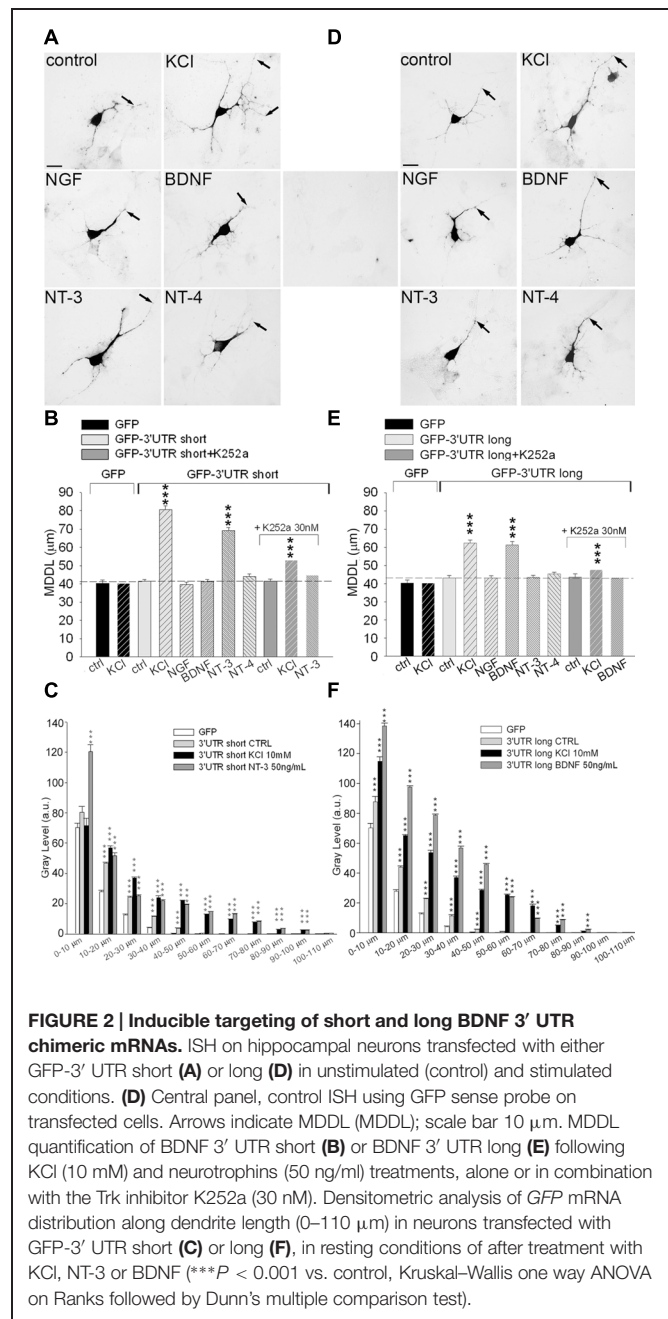 A
D
control
KCl
control
KCl
NGF
BDNF
NGF
BDNF
NT-3
NT-4
NT-3
NT-4
B
GFP
GFP-3'UTR short
GFP-3'UTR short+K252a
GFP
GFP-3'UTR short
MDDL (µm)
90
80
70
60
50
40
30
20
10
0
***
***
+ K252a 30nM
***
ctrl
KCl
ctrl
KCl
NGF
BDNF
NT-3
NT-4
ctrl
KCl
NT-3
E
GFP
GFP-3'UTR long
GFP-3'UTR long+K252a
GFP
GFP-3'UTR long
MDDL (µm)
90
80
70
60
50
40
30
20
10
0
***
***
+ K252a 30nM
***
ctrl
KCl
ctrl
KCl
NGF
BDNF
NT-3
NT-4
ctrl
KCl
BDNF
C
GFP
3'UTR short CTRL
3'UTR short KCl 10mM
3'UTR short NT-3 50ng/mL
Gray Level (a.u.)
140
120
100
80
60
40
20
0
0-10 µm
10-20 µm
20-30 µm
30-40 µm
40-50 µm
50-60 µm
60-70 µm
70-80 µm
80-90 µm
90-100 µm
100-110 µm
F
GFP
3'UTR long CTRL
3'UTR long KCl 10mM
3'UTR long BDNF 50ng/mL
Gray Level (a.u.)
140
120
100
80
60
40
20
0
0-10 µm
10-20 µm
20-30 µm
30-40 µm
40-50 µm
50-60 µm
60-70 µm
70-80 µm
80-90 µm
90-100 µm
100-110 µm
FIGURE 2 | Inducible targeting of short and long BDNF 3′ UTR
chimeric mRNAs. ISH on hippocampal neurons transfected with either
GFP-3′ UTR short (A) or long (D) in unstimulated (control) and stimulated
conditions. (D) Central panel, control ISH using GFP sense probe on
transfected cells. Arrows indicate MDDL (MDDL); scale bar 10 µm. MDDL
quantification of BDNF 3′ UTR short (B) or BDNF 3′ UTR long (E) following
KCl (10 mM) and neurotrophins (50 ng/ml) treatments, alone or in combination
with the Trk inhibitor K252a (30 nM). Densitometric analysis of GFP mRNA
distribution along dendrite length (0–110 µm) in neurons transfected with
GFP-3′ UTR short (C) or long (F), in resting conditions of after treatment with
KCl, NT-3 or BDNF (***P < 0.001 vs. control, Kruskal–Wallis one way ANOVA
on Ranks followed by Dunn's multiple comparison test).